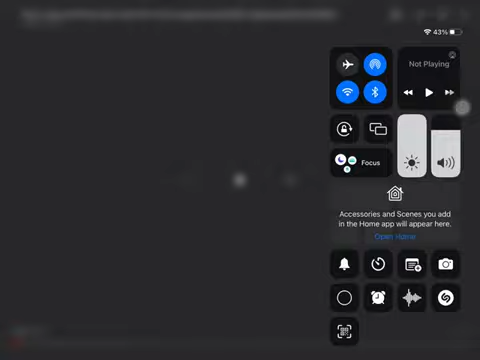 43%
Not Playing
Focus
Accessories and Scenes you add
in the Home app will appear here.
Open Home